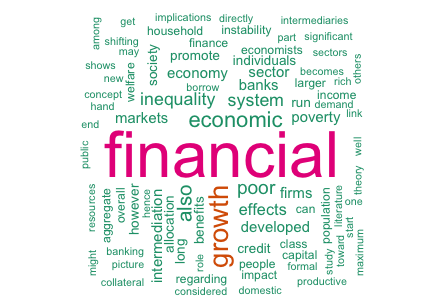 implications directly
among get intermediaries
household instability
shifting finance economists part significant
may promote individuals sectors
society
shows welfare economy sector becomes others
new borrow banks larger rich
concept inequality system run income
hand demand
markets economic poverty link
end
public financial well
theory
resources aggregate overall however hence intermediation allocation long also benefits role growth poor firms
effects can population literature one
developed start toward study maximum
might banking credit class
picture people capital
regarding impact formal
collateral considered domestic productive